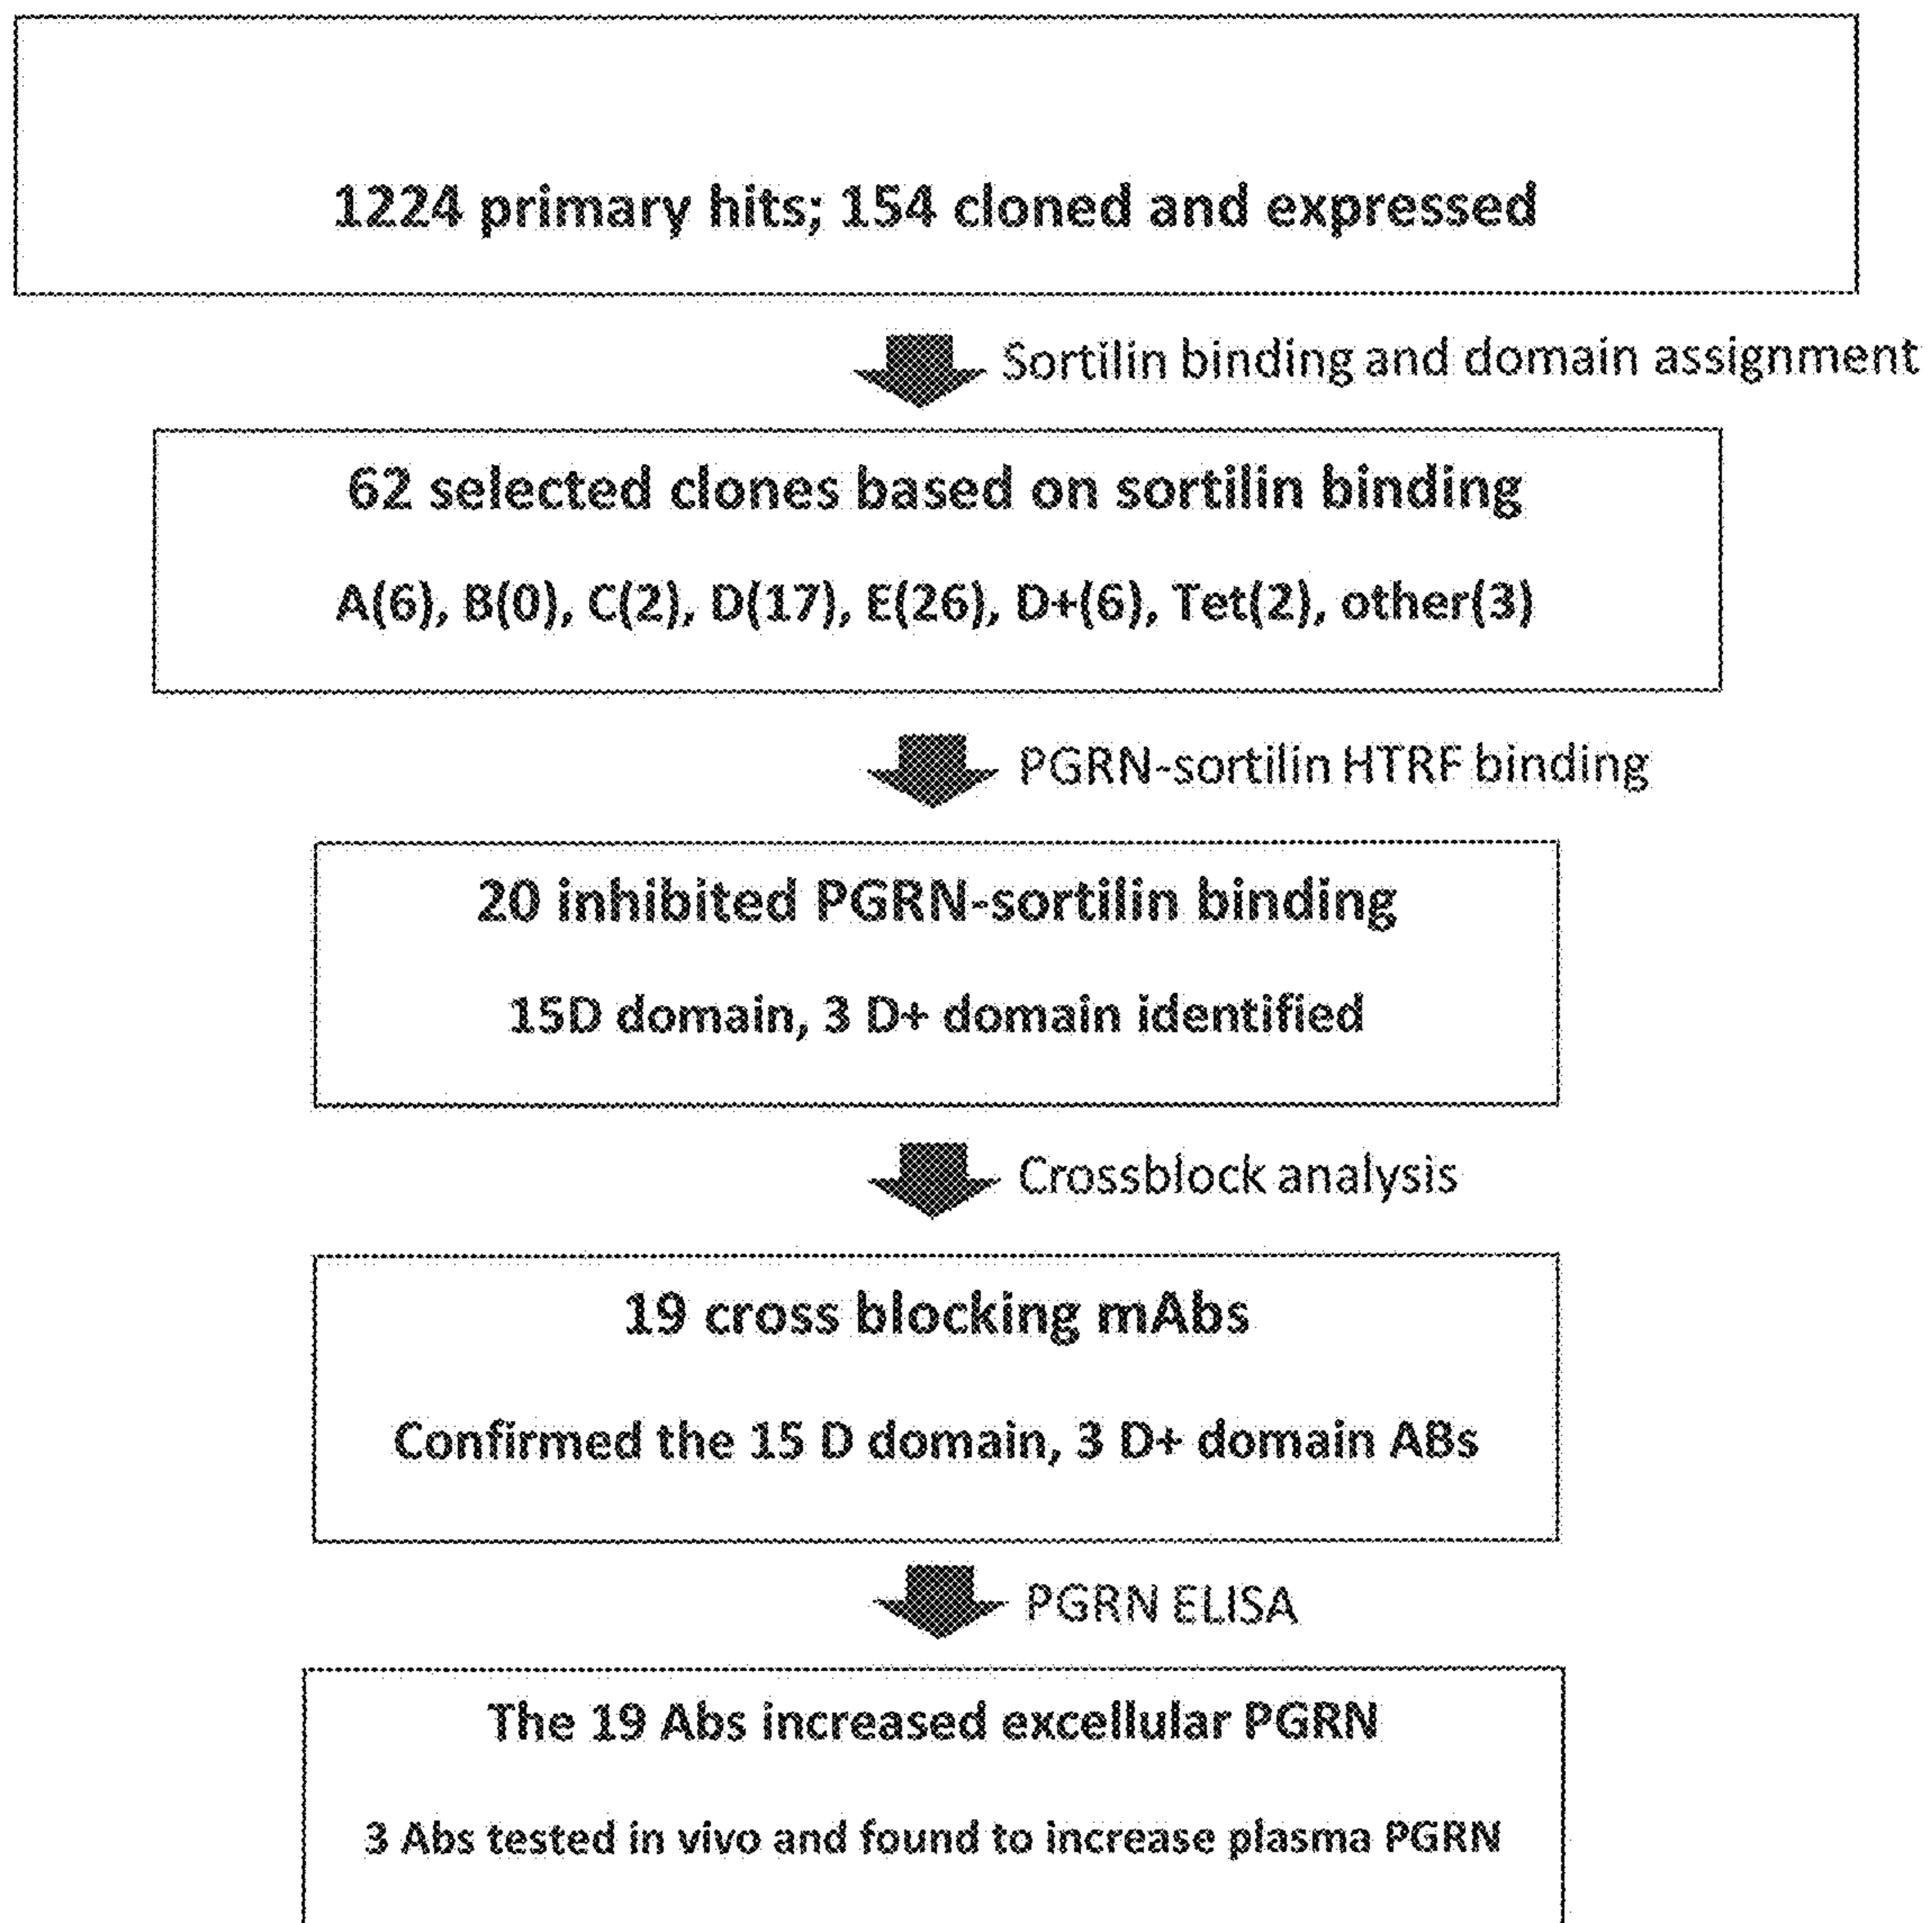 1224 primary hits; 154 cloned and expressed
Sortilin binding and domain assignment
62 selected clones based on sortilin binding
A(6), B(0), C(2), D(17), E(26), D+(6), Tet(2), other(3)
PGRN-sortilin HTRF binding
20 inhibited PGRN-sortilin binding
15D domain, 3 D+ domain identified
Crossblock analysis
19 cross blocking mAbs
Confirmed the 15 D domain, 3 D+ domain ABs
PGRN ELISA
The 19 Abs increased excellular PGRN
3 Abs tested in vivo and found to increase plasma PGRN